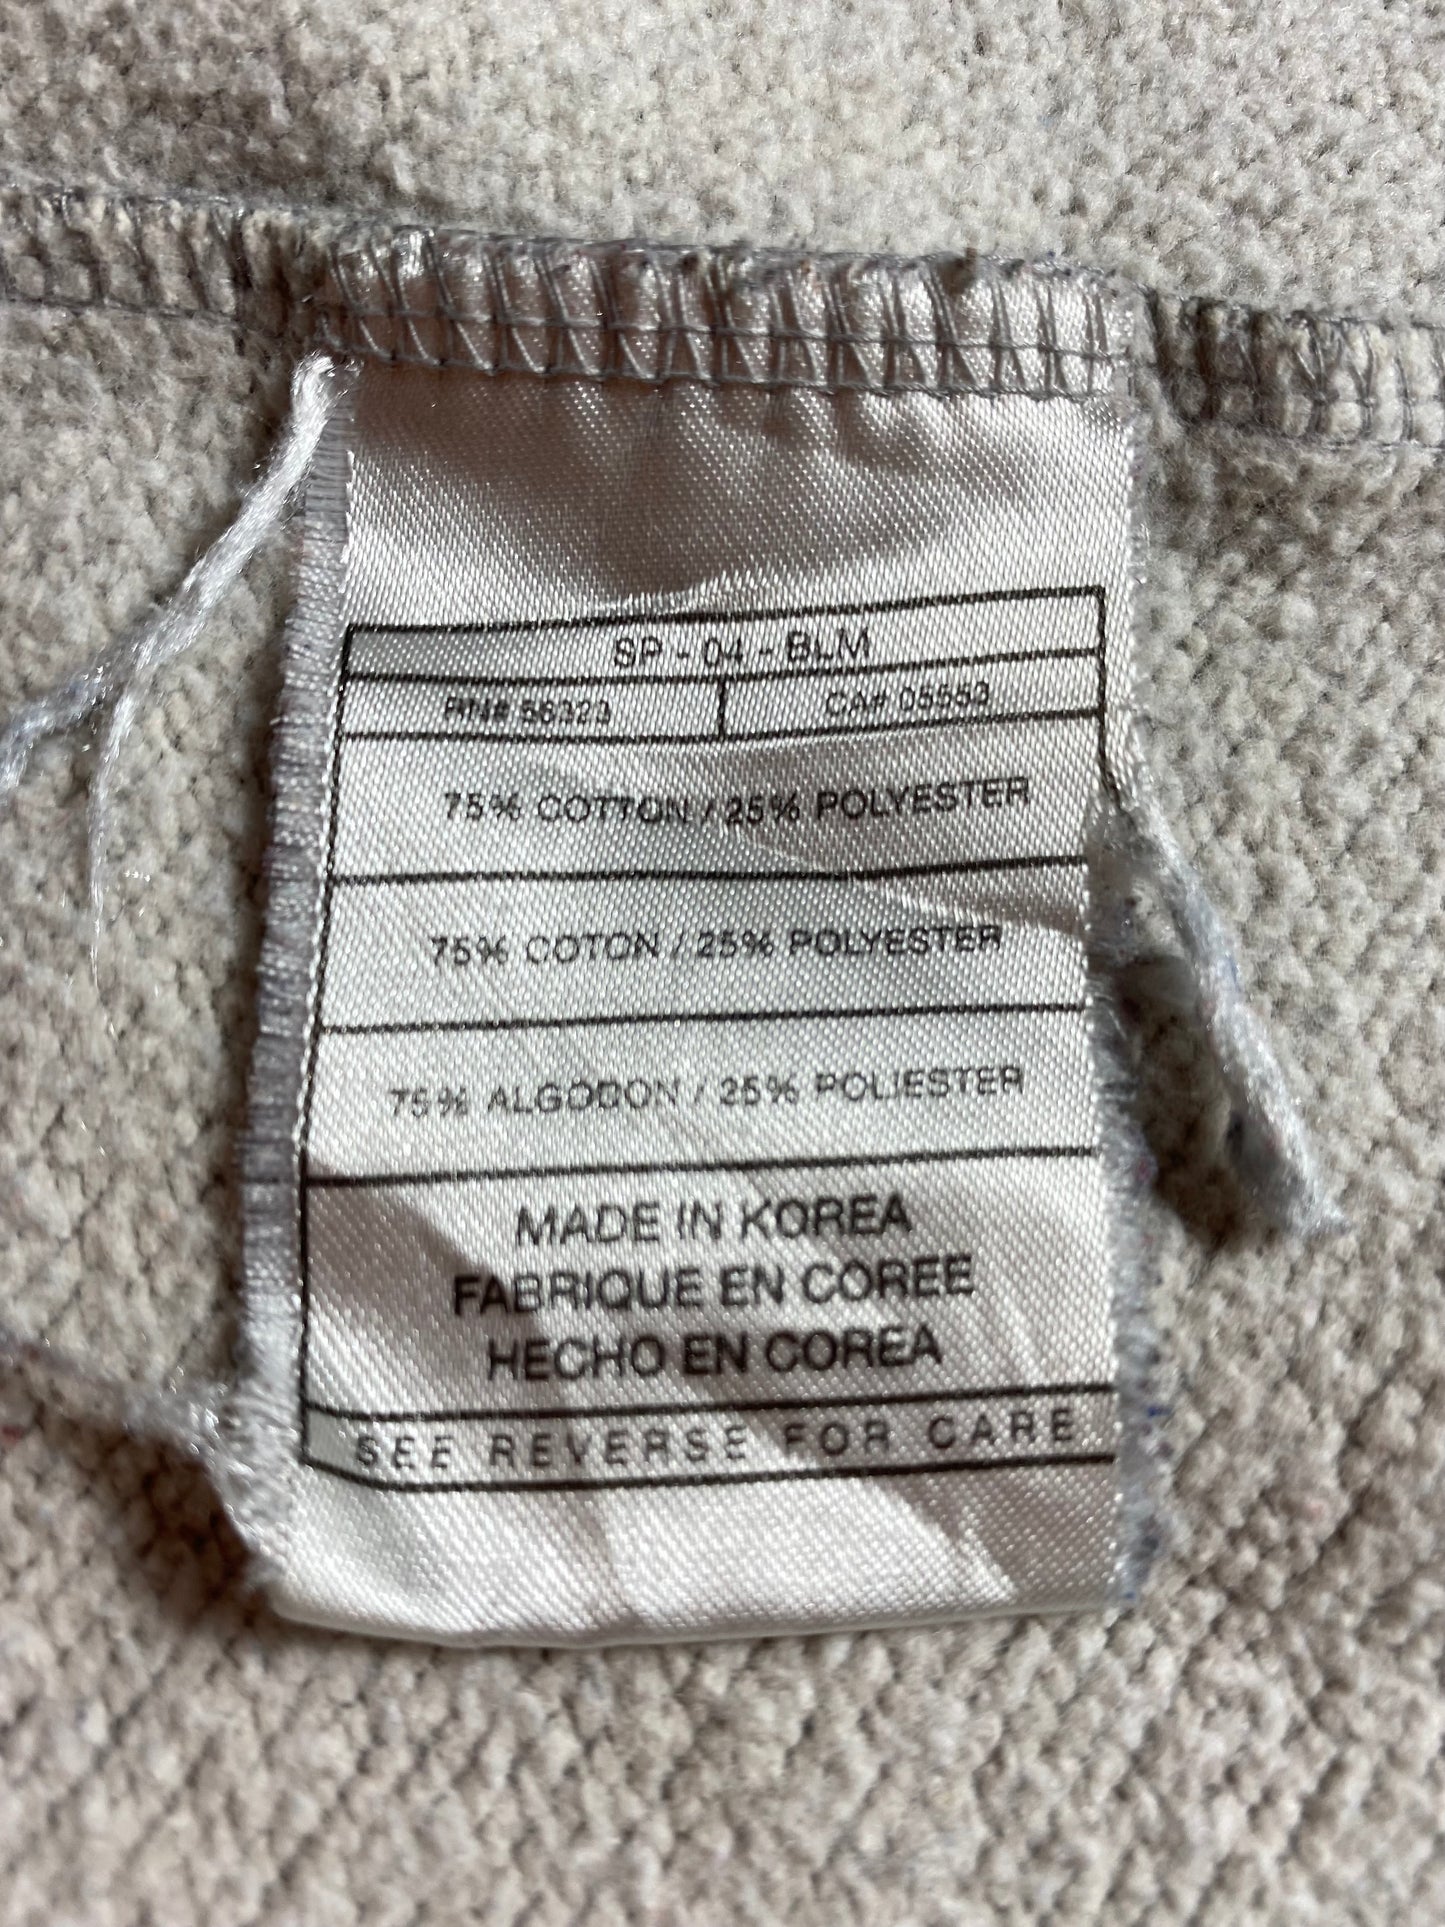 SP - 04 - BLM
RN# 56323 CA# 05553
75% COTTON / 25% POLYESTER
75% COTON / 25% POLYESTER
75% ALGODON / 25% POLIESTER
MADE IN KOREA
FABRIQUE EN COREE
HECHO EN COREA
SEE REVERSE FOR CARE